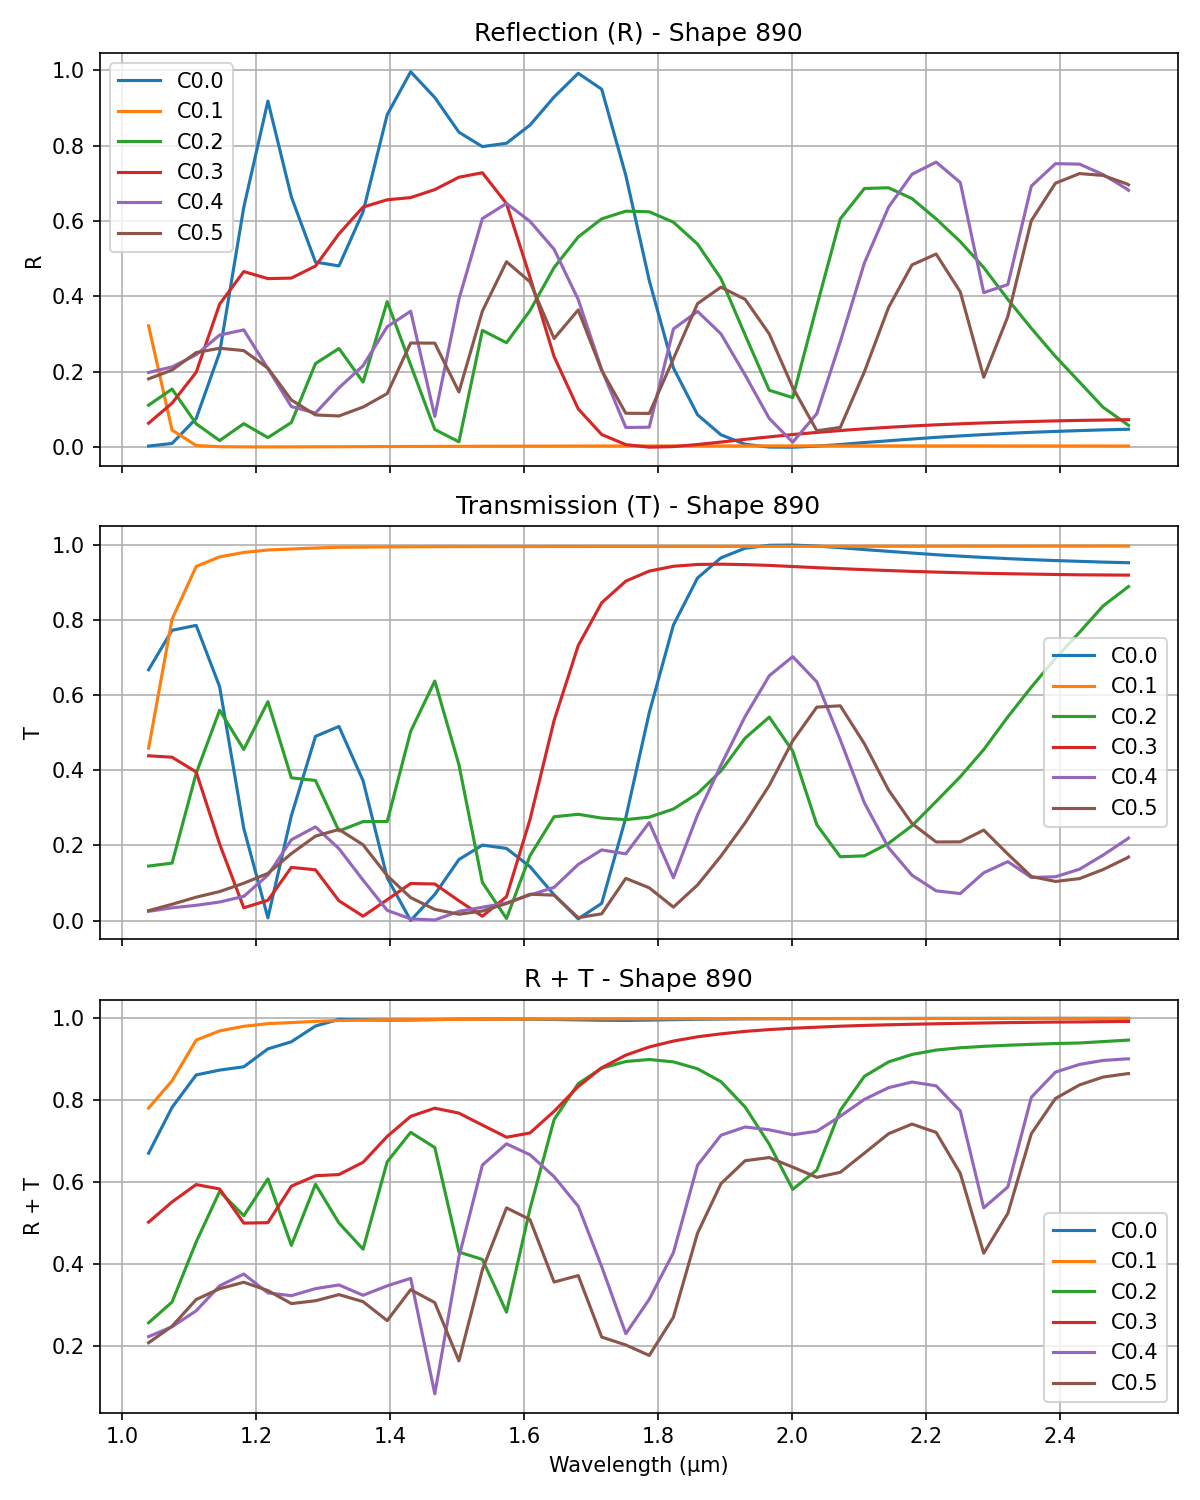 Reflection (R) - Shape 890
1.0
0.8
0.6
0.4
0.2
0.0
R
C0.0
C0.1
C0.2
C0.3
C0.4
C0.5
Transmission (T) - Shape 890
1.0
0.8
0.6
0.4
0.2
0.0
T
C0.0
C0.1
C0.2
C0.3
C0.4
C0.5
R + T - Shape 890
1.0
0.8
0.6
0.4
0.2
R + T
C0.0
C0.1
C0.2
C0.3
C0.4
C0.5
1.0 1.2 1.4 1.6 1.8 2.0 2.2 2.4
Wavelength (μm)